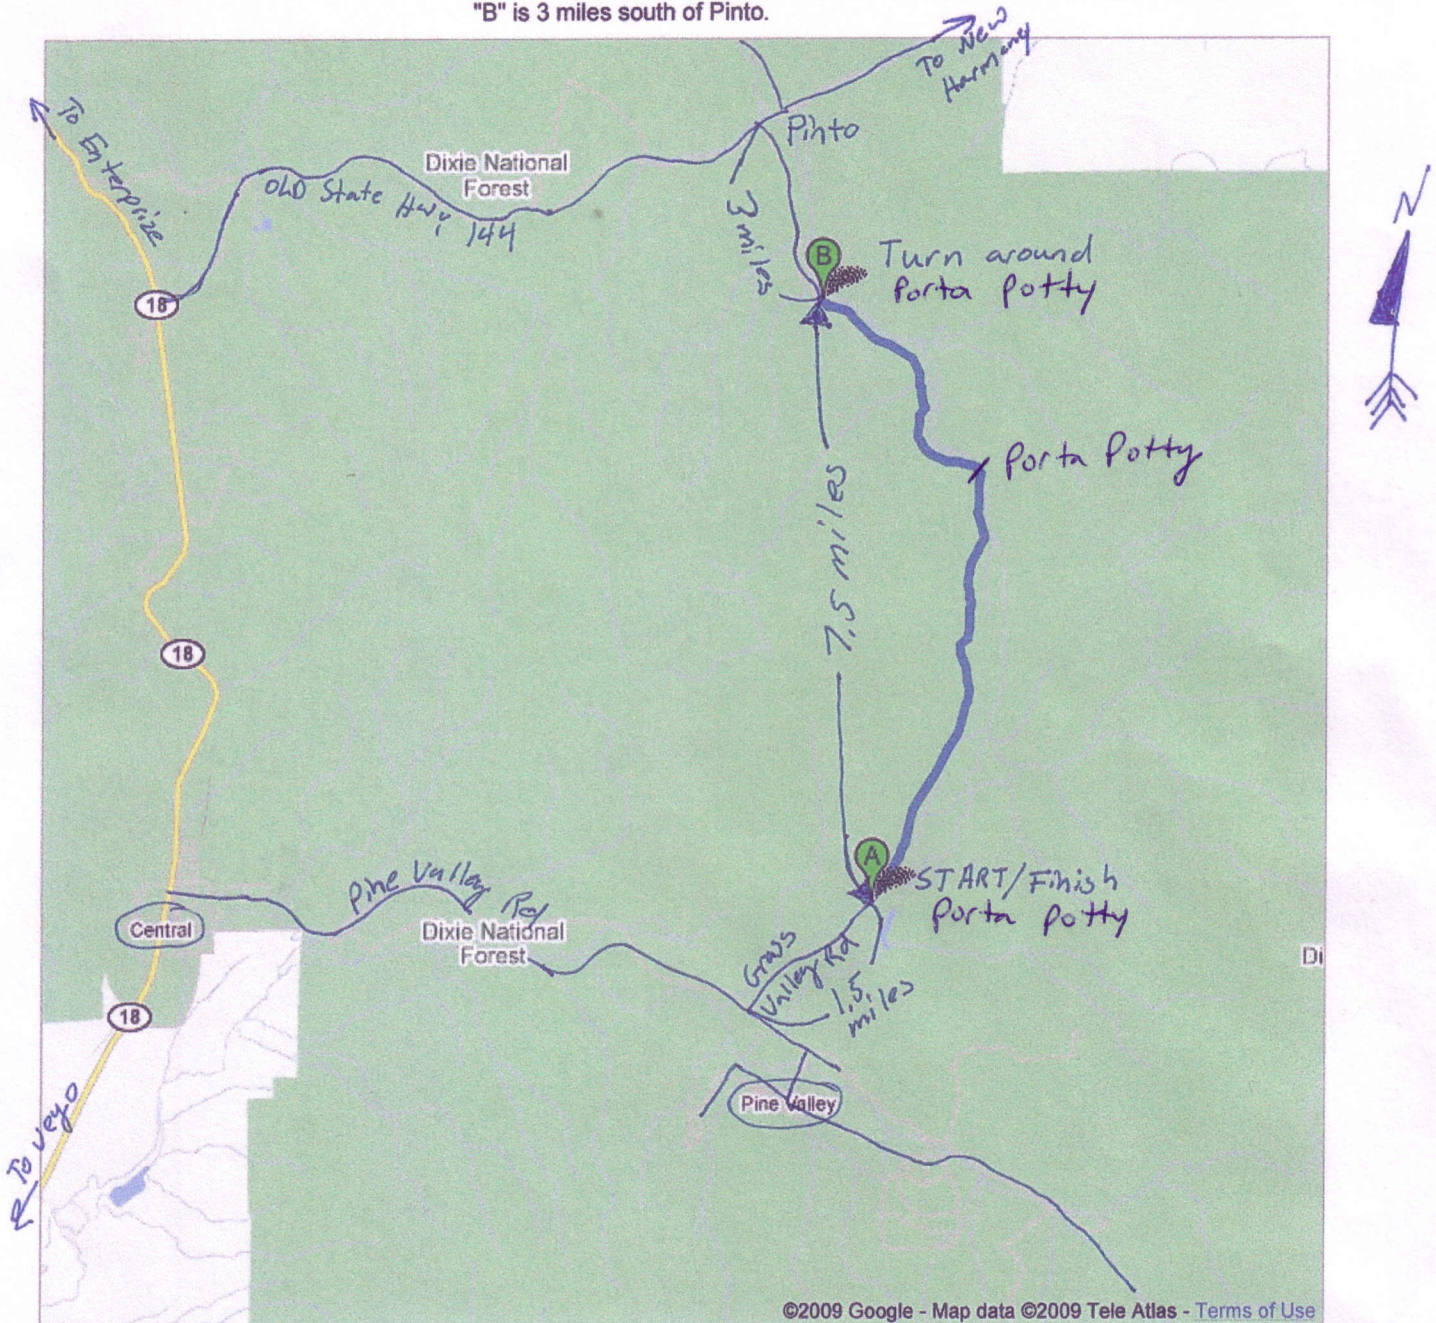 "B" is 3 miles south of Pinto.
To New
Harmony
To Enterprize
Pinto
Dixie National
Forest
OLD State Hwy, 144
N
3 miles
B
Turn around
Porta Potty
18
Porta Potty
7.5 miles
18
A
START/Finish
Porta Potty
Pine Valley Rd
Central
Dixie National
Forest
Grass
Valley Rd
Di
1.5
miles
18
Pine Valley
To Veyo
©2009 Google - Map data ©2009 Tele Atlas - Terms of Use